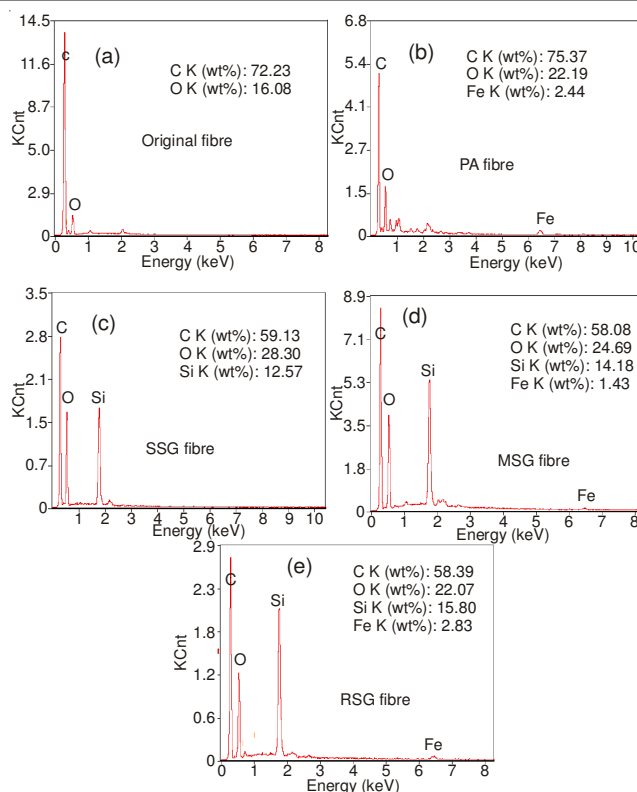 (a)
C K (wt%): 72.23
O K (wt%): 16.08
Original fibre
c
O
KCnt
14.5
11.6
8.7
5.0
2.9
0
0 1 2 3 4 5 6 7 8
Energy (keV)
(b)
C K (wt%): 75.37
O K (wt%): 22.19
Fe K (wt%): 2.44
PA fibre
C
O
Fe
KCnt
6.8
5.4
4.1
2.7
1.5
0
0 1 2 3 4 5 6 7 8 9 10
Energy (keV)
(c)
C K (wt%): 59.13
O K (wt%): 28.30
Si K (wt%): 12.57
SSG fibre
C
O
Si
KCnt
3.5
2.8
2.1
1.5
0.7
0
0 1 2 3 4 5 6 7 8 9 10
Energy (keV)
(d)
C K (wt%): 58.08
O K (wt%): 24.69
Si K (wt%): 14.18
Fe K (wt%): 1.43
MSG fibre
C
O
Si
Fe
KCnt
8.9
7.1
5.3
3.5
1.8
0
0 1 2 3 4 5 6 7 8
Energy (keV)
(e)
C K (wt%): 58.39
O K (wt%): 22.07
Si K (wt%): 15.80
Fe K (wt%): 2.83
RSG fibre
C
O
Si
Fe
KCnt
2.9
2.3
1.8
1.2
0.6
0
0 1 2 3 4 5 6 7 8
Energy (keV)